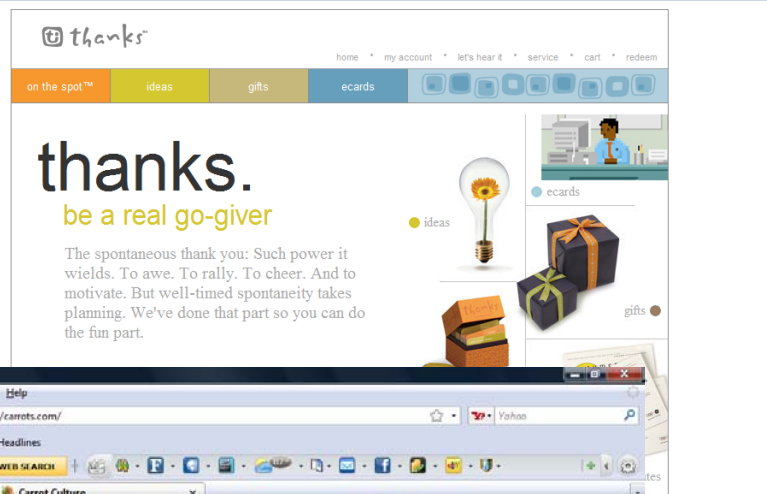 thanks
home • my account • let's hear it • service • cart • redeem
on the spot™ ideas gifts ecards
thanks.
be a real go-giver
The spontaneous thank you: Such power it
wields. To awe. To rally. To cheer. And to
motivate. But well-timed spontaneity takes
planning. We've done that part so you can do
the fun part.
ideas
ecards
thanks
gifts
Help
/carrots.com/
Yahoo
Headlines
WEB SEARCH
Carrot Culture x